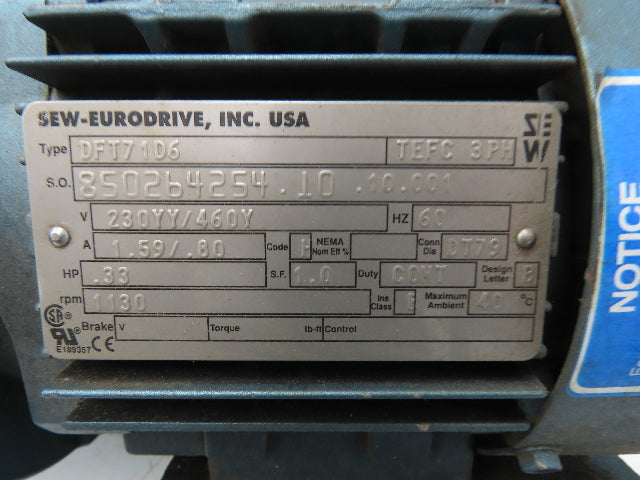 SEW-EURODRIVE, INC. USA
SEW
Type DFT71D6 TEFC 3PH
S.O. 850264254.10.10.001
V 230YY/460Y HZ 60
A 1.59/.80 Code H NEMA Nom Eff % Conn Dia DT79
HP .33 S.F. 1.0 Duty CONT Design Letter B
rpm 1130 Ins Class Maximum Ambient 40 °C
Brake V Torque lb-ft Control
E189357 CE
NOTICE